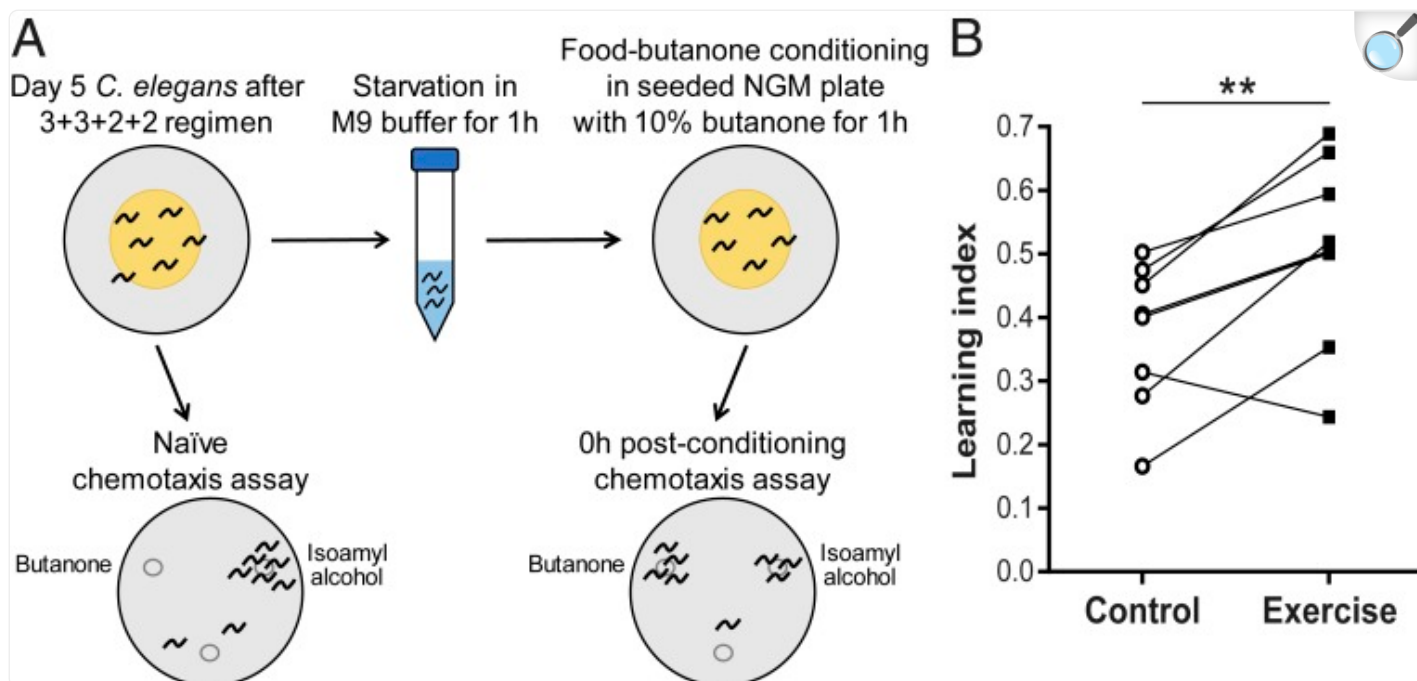 A
Day 5 C. elegans after
3+3+2+2 regimen
Starvation in
M9 buffer for 1h
Food-butanone conditioning
in seeded NGM plate
with 10% butanone for 1h
Naïve
chemotaxis assay
Butanone
Isoamyl
alcohol
0h post-conditioning
chemotaxis assay
Butanone
Isoamyl
alcohol
B
**
Learning index
0.7
0.6
0.5
0.4
0.3
0.2
0.1
0.0
Control
Exercise